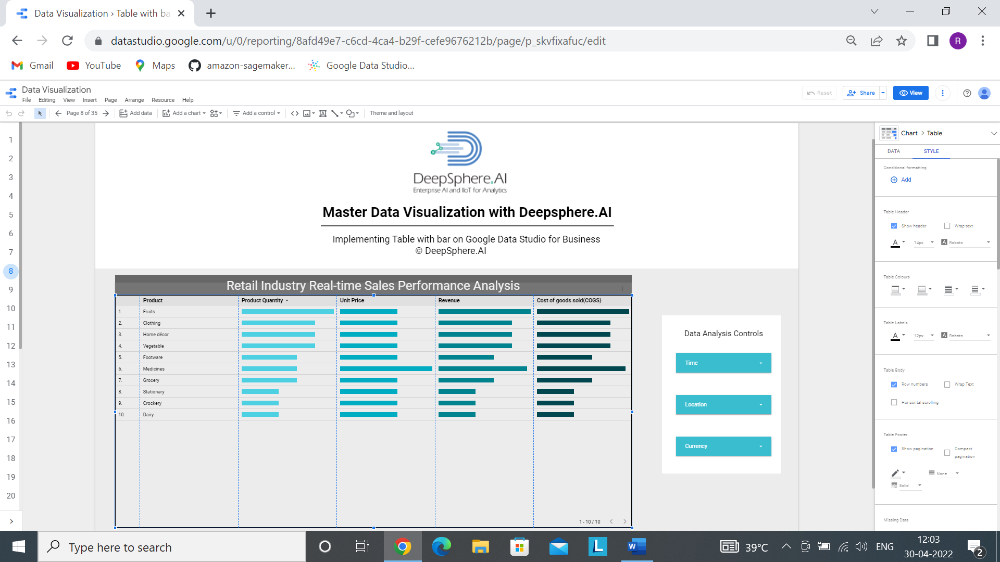 Data Visualization › Table with ba
datastudio.google.com/u/0/reporting/8afd49e7-c6cd-4ca4-b29f-cefe9676212b/page/p_skvfixafuc/edit
R
Gmail YouTube Maps amazon-sagemaker... Google Data Studio...
Data Visualization
File Editing View Insert Page Arrange Resource Help
Reset Share View
Page 8 of 35 Add data Add a chart Add a control Theme and layout
1
2
3
4
5
6
7
8
9
10
11
12
13
14
15
16
17
18
19
20
DeepSphere.AI
Enterprise AI and IIoT for Analytics
Master Data Visualization with Deepsphere.AI
Implementing Table with bar on Google Data Studio for Business
© DeepSphere.AI
Retail Industry Real-time Sales Performance Analysis
Product Product Quantity Unit Price Revenue Cost of goods sold(COGS)
1. Fruits
2. Clothing
3. Home décor
4. Vegetable
5. Footware
6. Medicines
7. Grocery
8. Stationary
9. Crockery
10. Dairy
1 - 10 / 10
Data Analysis Controls
Time
Location
Currency
Chart > Table
DATA STYLE
Conditional formatting
Add
Table Header
Show header Wrap text
A 14px A Roboto
Table Colours
Table Labels
A 12px A Roboto
Table Body
Row numbers Wrap Text
Horizontal scrolling
Table Footer
Show pagination Compact pagination
None
Solid
Missing Data
Type here to search
L
W
39°C
ENG
12:03
30-04-2022
2